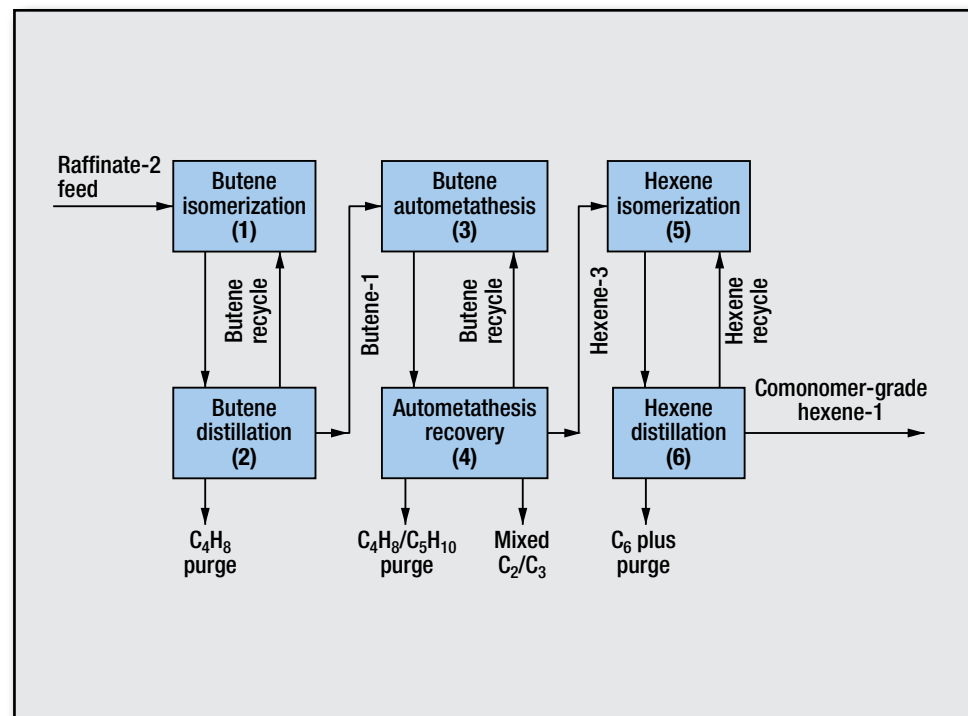 Raffinate-2
feed
Butene
isomerization
(1)
Butene
autometathesis
(3)
Hexene
isomerization
(5)
Butene
recycle
Butene-1
Butene
recycle
Hexene-3
Hexene
recycle
Butene
distillation
(2)
Autometathesis
recovery
(4)
Hexene
distillation
(6)
Comonomer-grade
hexene-1
C₄H₈
purge
C₄H₈/C₅H₁₀
purge
Mixed
C₂/C₃
C₆ plus
purge